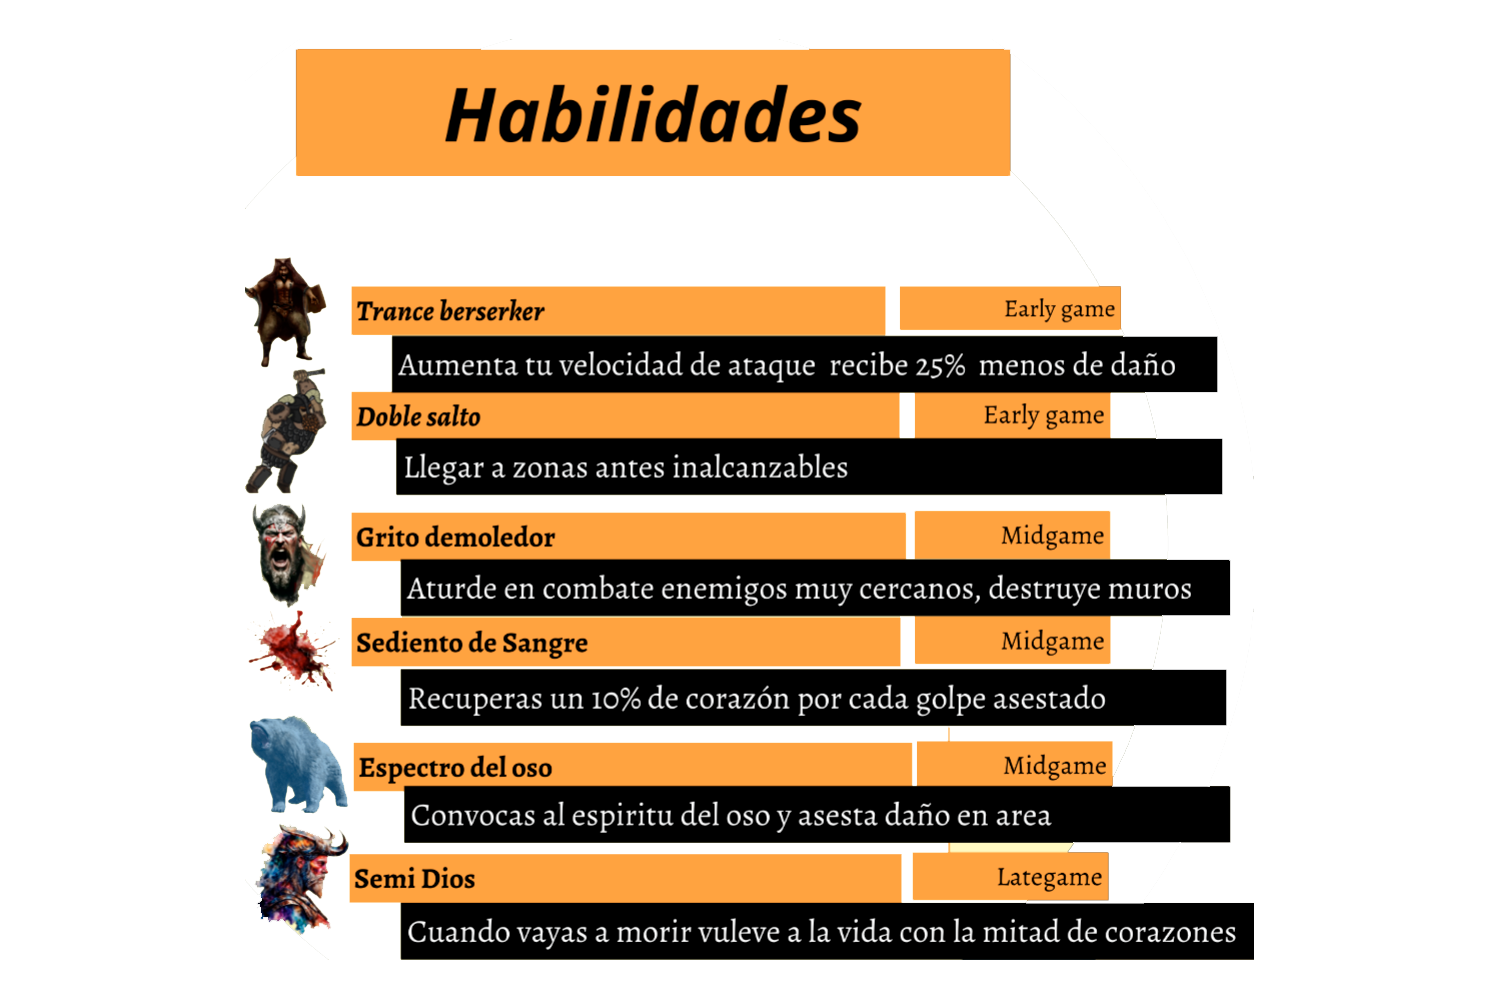 Habilidades
Trance berserker
Early game
Aumenta tu velocidad de ataque recibe 25% menos de daño
Doble salto
Early game
Llegar a zonas antes inalcanzables
Grito demoledor
Midgame
Aturde en combate enemigos muy cercanos, destruye muros
Sediento de Sangre
Midgame
Recuperas un 10% de corazón por cada golpe asestado
Espectro del oso
Midgame
Convocas al espiritu del oso y asesta daño en area
Semi Dios
Lategame
Cuando vayas a morir vuleve a la vida con la mitad de corazones